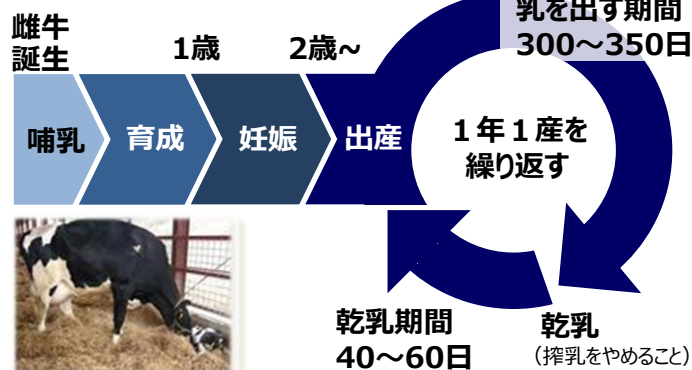 乳を出す期間
300～350日
雌牛
誕生
1歳
2歳~
哺乳
育成
妊娠
出産
１年１産を
繰り返す
乾乳期間
40～60日
乾乳
（搾乳をやめること）